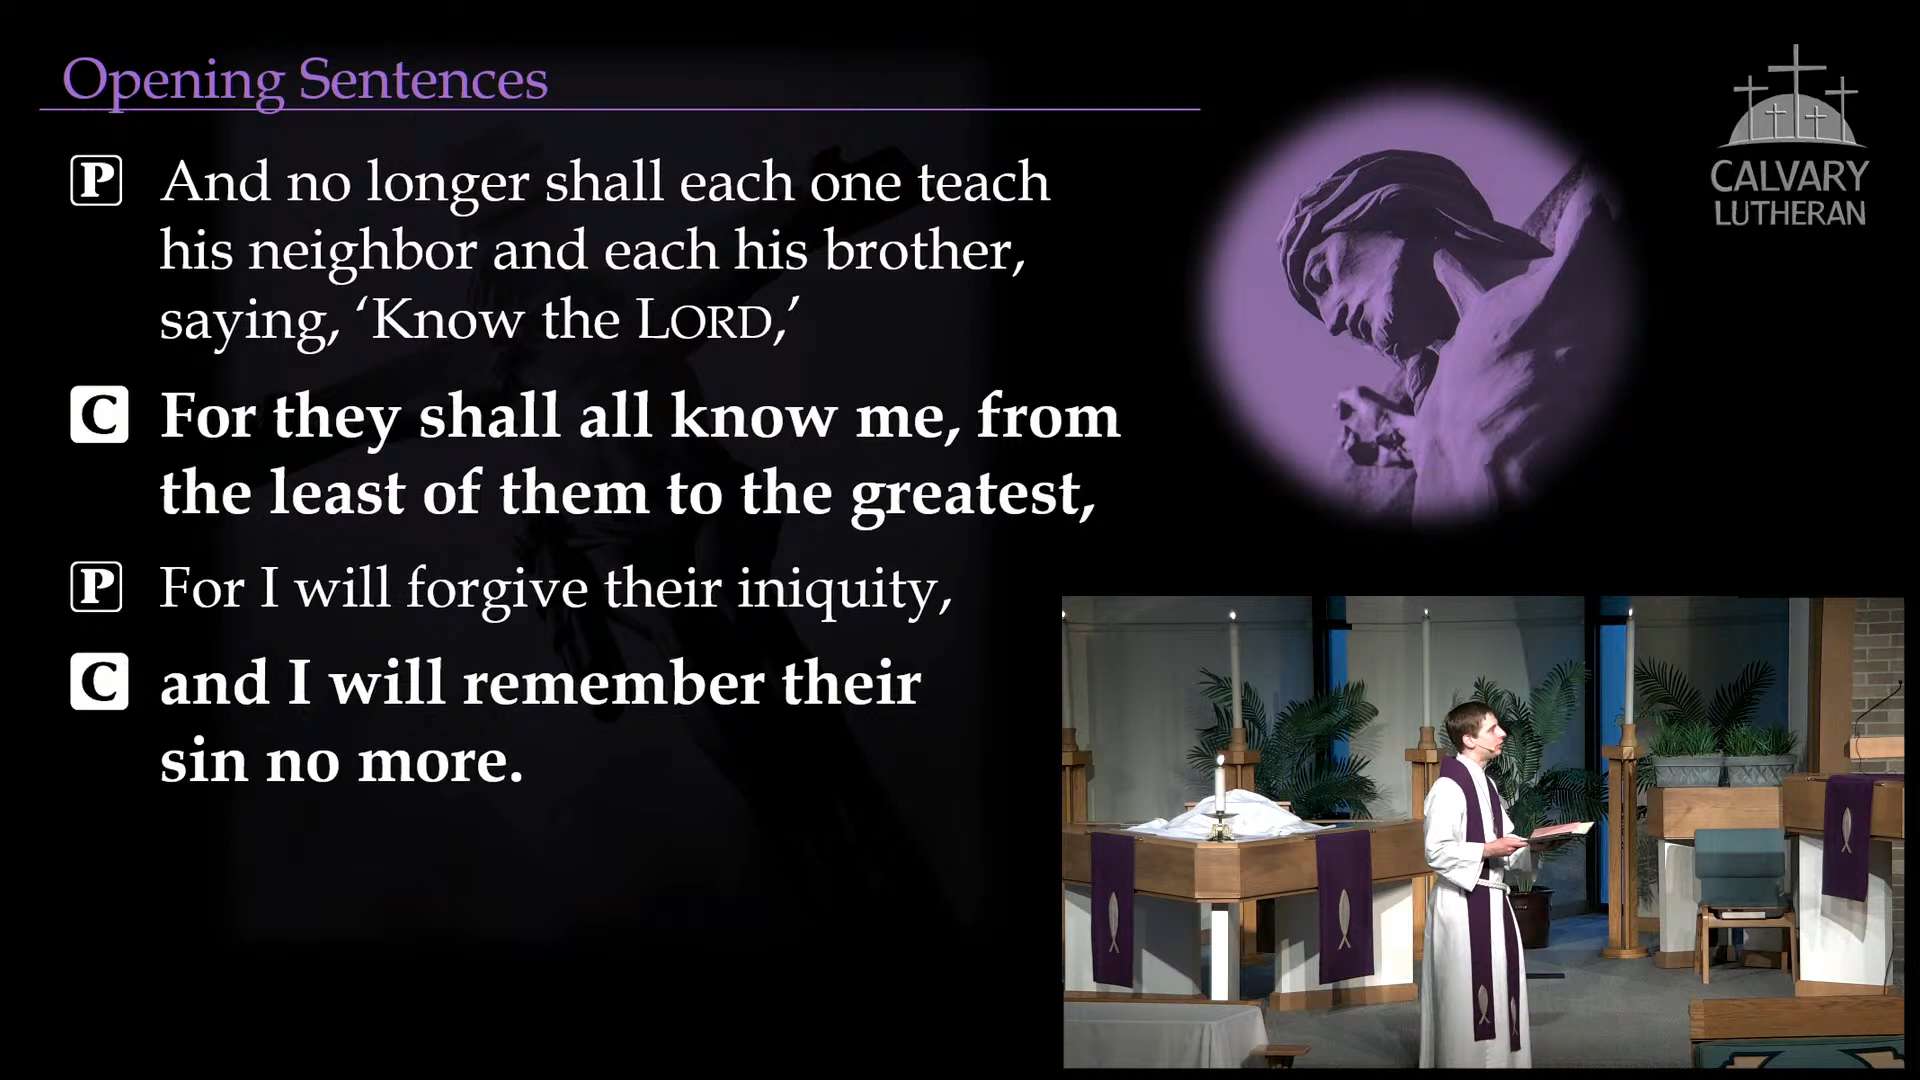 Opening Sentences
P And no longer shall each one teach
his neighbor and each his brother,
saying, ‘Know the LORD,’
C For they shall all know me, from
the least of them to the greatest,
P For I will forgive their iniquity,
C and I will remember their
sin no more.
CALVARY
LUTHERAN